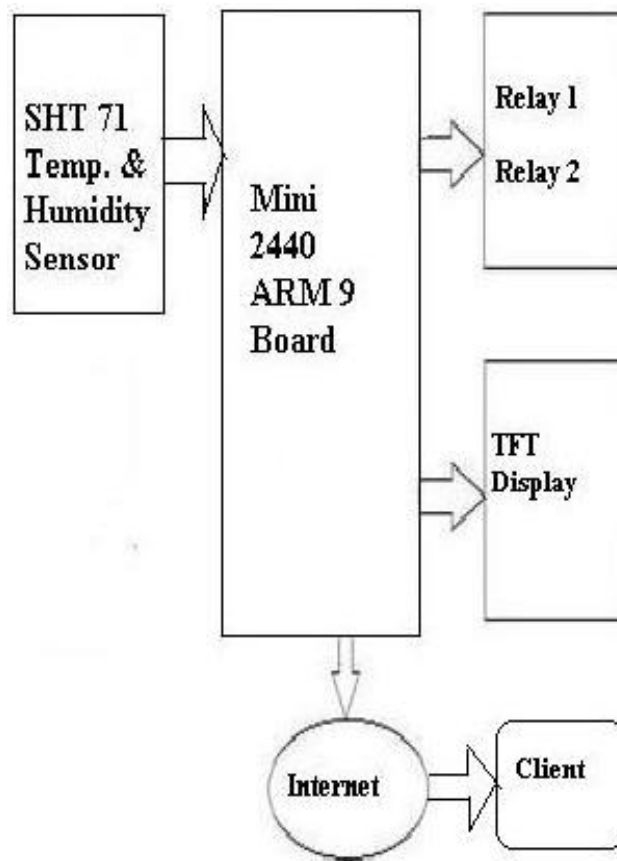 SHT 71
Temp. &
Humidity
Sensor
Mini
2440
ARM 9
Board
Relay 1
Relay 2
TFT
Display
Internet
Client